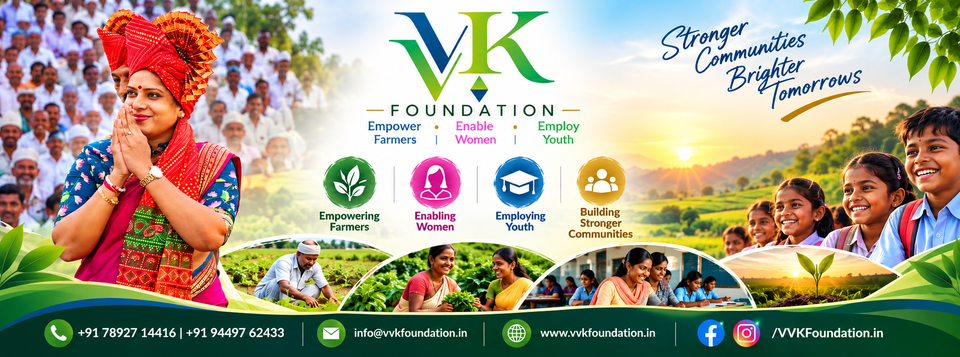 VVK
FOUNDATION
Empower Farmers | Enable Women | Employ Youth
Empowering
Farmers
Enabling
Women
Employing
Youth
Building
Stronger
Communities
Stronger
Communities
Brighter
Tomorrows
+91 78927 14416 | +91 94497 62433
info@vvkfoundation.in
www.vvkfoundation.in
/VVKFoundation.in